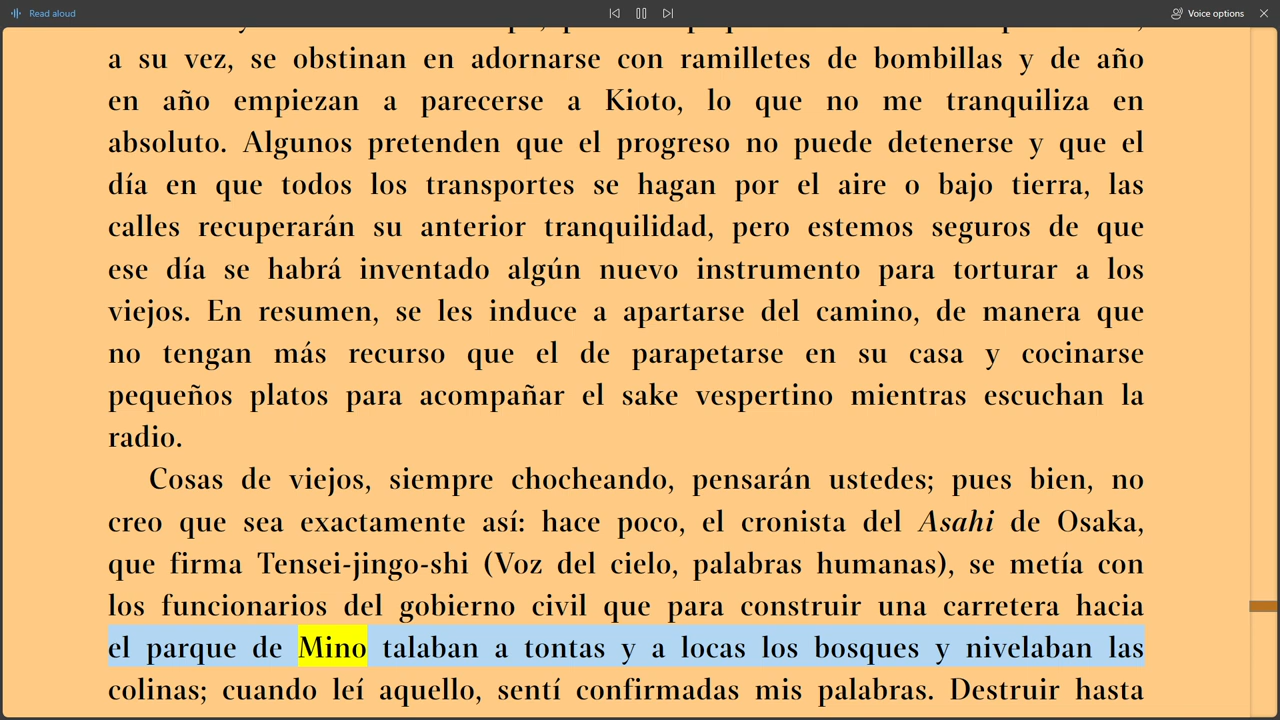 Read aloud
Voice options
a su vez, se obstinan en adornarse con ramilletes de bombillas y de año
en año empiezan a parecerse a Kioto, lo que no me tranquiliza en
absoluto. Algunos pretenden que el progreso no puede detenerse y que el
día en que todos los transportes se hagan por el aire o bajo tierra, las
calles recuperarán su anterior tranquilidad, pero estemos seguros de que
ese día se habrá inventado algún nuevo instrumento para torturar a los
viejos. En resumen, se les induce a apartarse del camino, de manera que
no tengan más recurso que el de parapetarse en su casa y cocinarse
pequeños platos para acompañar el sake vespertino mientras escuchan la
radio.
Cosas de viejos, siempre chocheando, pensarán ustedes; pues bien, no
creo que sea exactamente así: hace poco, el cronista del Asahi de Osaka,
que firma Tensei-jingo-shi (Voz del cielo, palabras humanas), se metía con
los funcionarios del gobierno civil que para construir una carretera hacia
el parque de Mino talaban a tontas y a locas los bosques y nivelaban las
colinas; cuando leí aquello, sentí confirmadas mis palabras. Destruir hasta